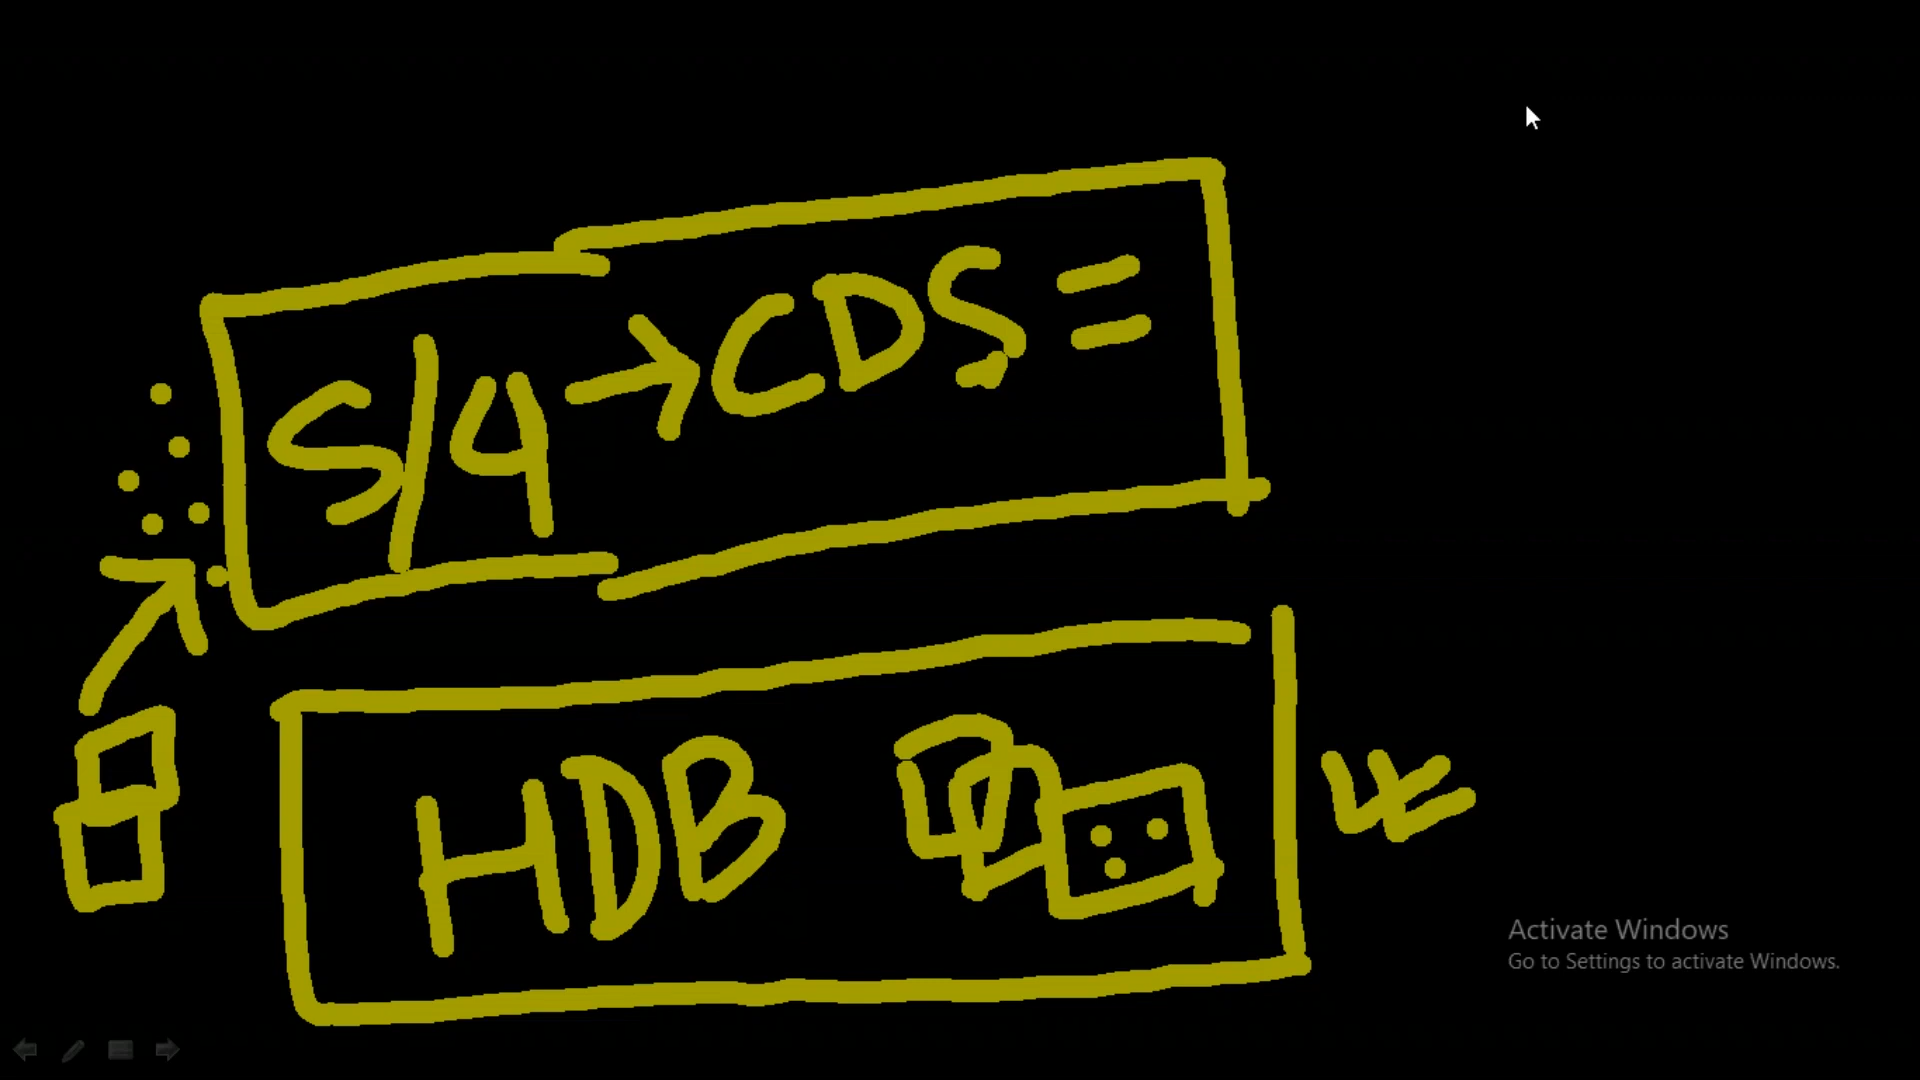 S/4 → CDS =
HDB
Activate Windows
Go to Settings to activate Windows.